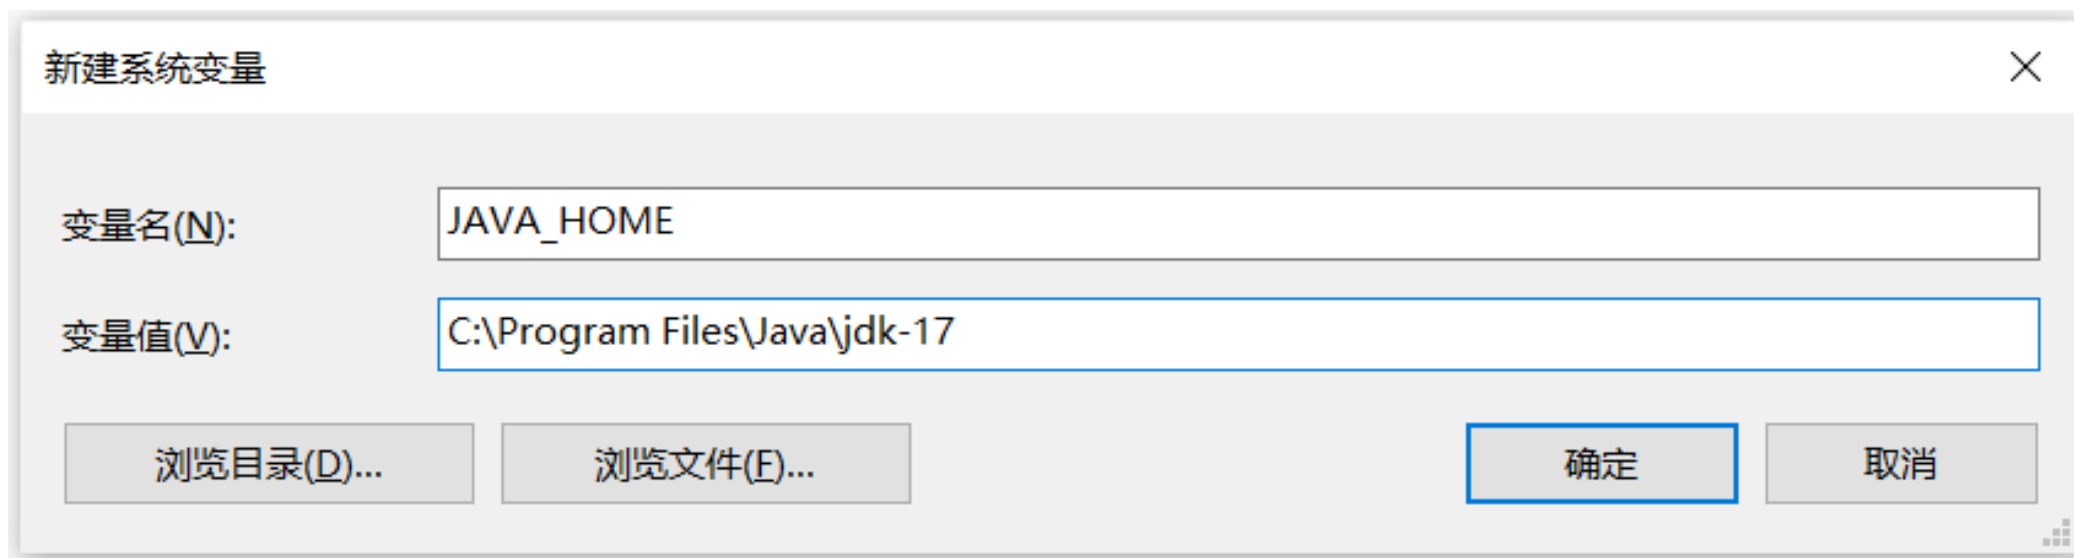 新建系统变量
变量名(N):
JAVA_HOME
变量值(V):
C:\Program Files\Java\jdk-17
浏览目录(D)...
浏览文件(F)...
确定
取消